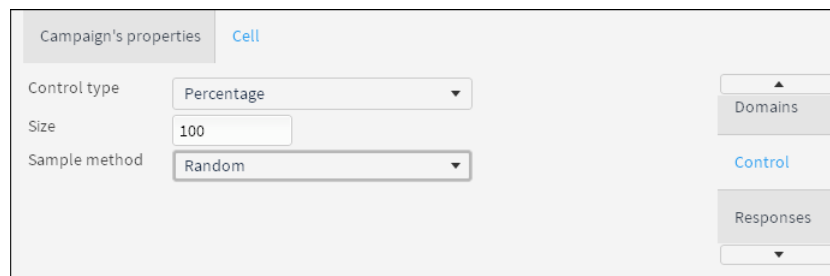 Campaign's properties Cell
Control type Percentage
Domains
Size 100
Sample method Random
Control
Responses